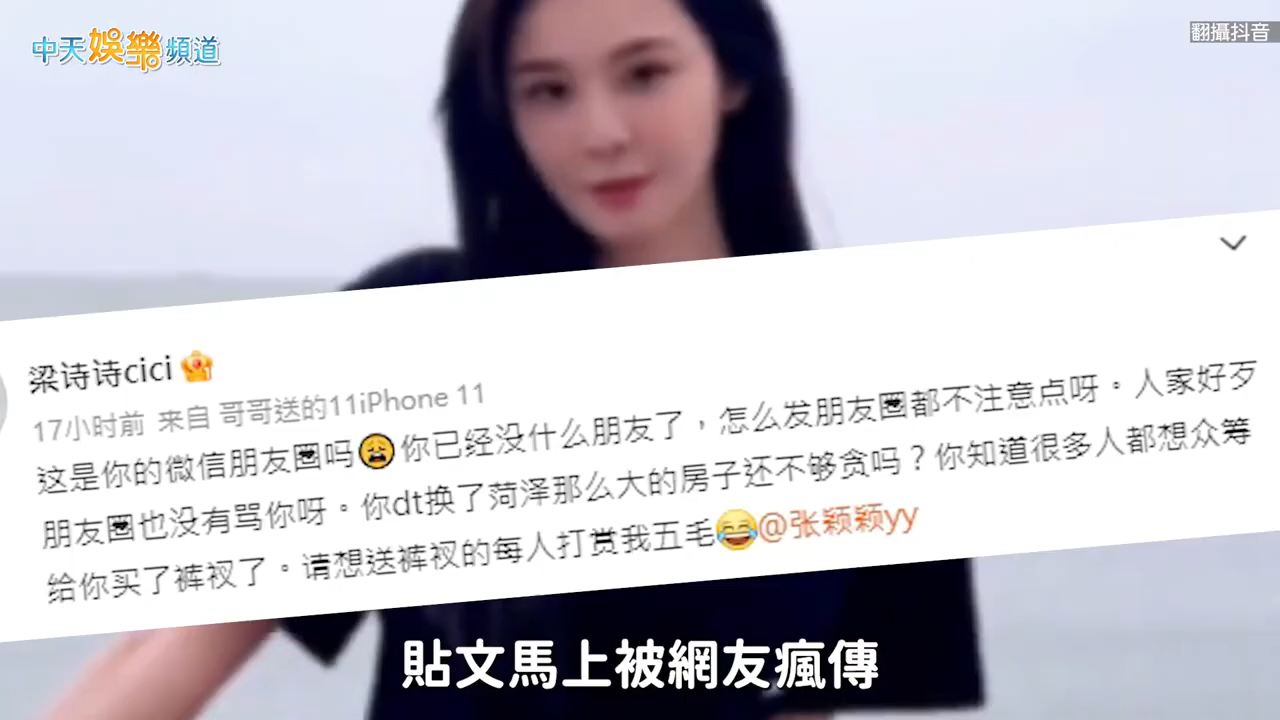 中天娛樂頻道
翻攝抖音
梁诗诗cici
17小时前 来自 哥哥送的11iPhone 11
这是你的微信朋友圈吗😩你已经没什么朋友了，怎么发朋友圈都不注意点呀。人家好歹
朋友圈也没有骂你呀。你dt换了菏泽那么大的房子还不够贪吗？你知道很多人都想众筹
给你买了裤衩了。请想送裤衩的每人打赏我五毛😂@张颖颖yy
貼文馬上被網友瘋傳